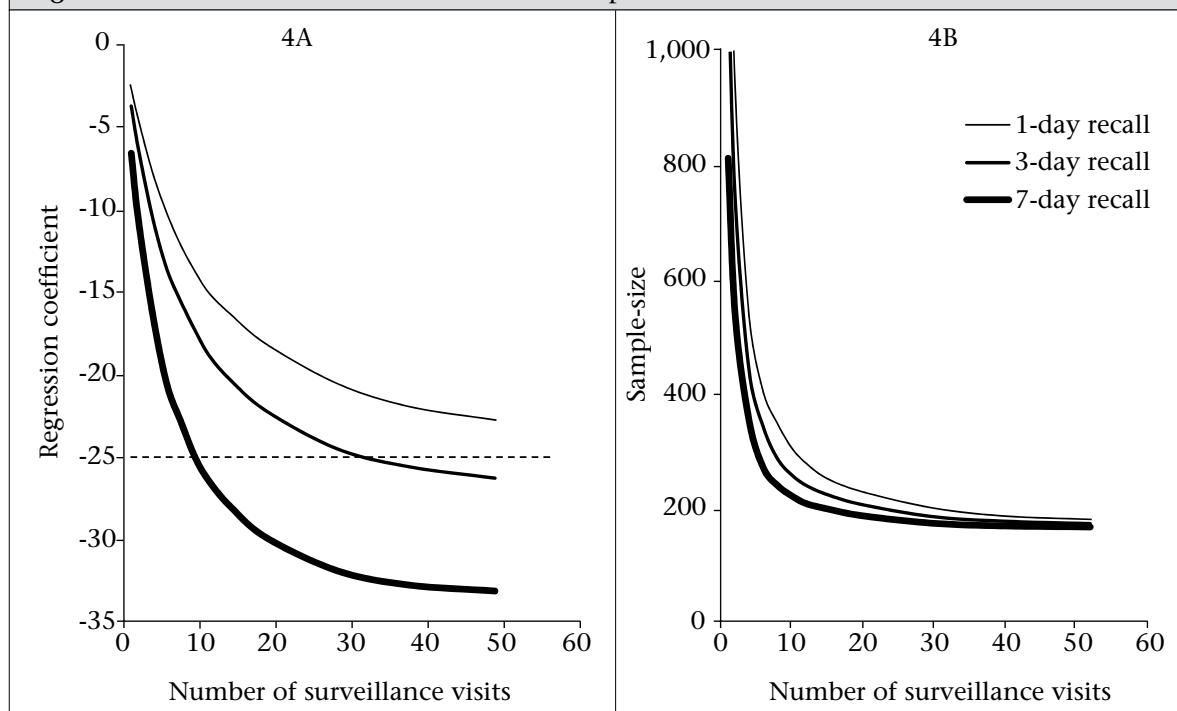 4A
0
-5
-10
-15
-20
-25
-30
-35
Regression coefficient
0 10 20 30 40 50 60
Number of surveillance visits
4B
1,000
800
600
400
200
0
Sample-size
1-day recall
3-day recall
7-day recall
0 10 20 30 40 50 60
Number of surveillance visits